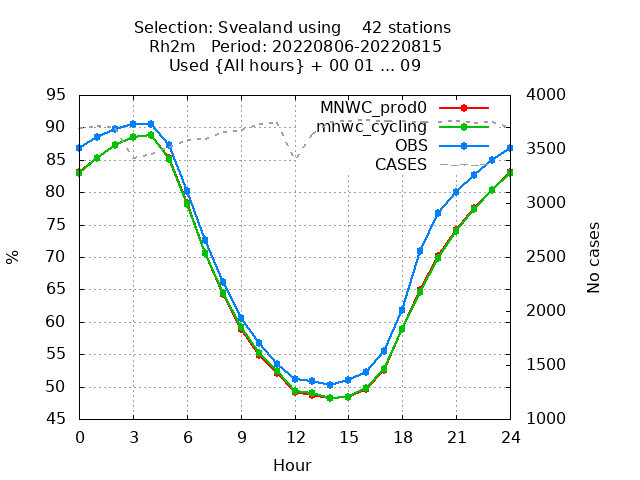 Selection: Svealand using    42 stations
Rh2m   Period: 20220806-20220815
Used {All hours} + 00 01 ... 09
MNWC_prod0
mnwc_cycling
OBS
CASES
95
90
85
80
75
70
65
60
55
50
45
%
4000
3500
3000
2500
2000
1500
1000
No cases
0 3 6 9 12 15 18 21 24
Hour